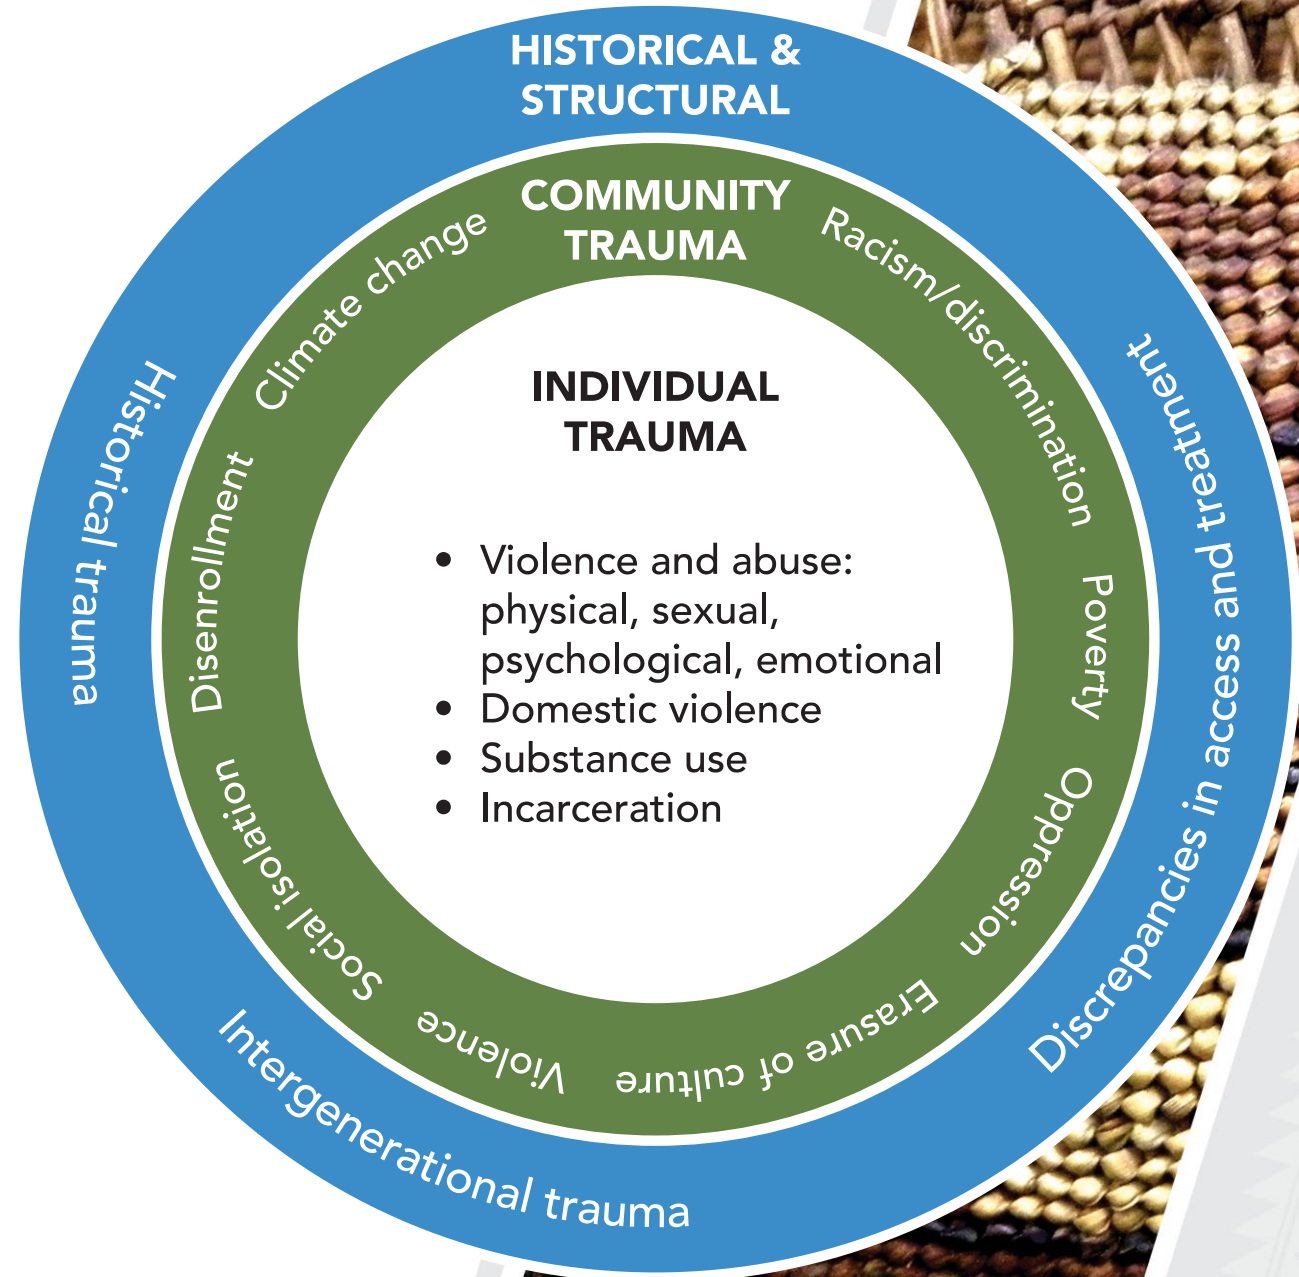 HISTORICAL &
STRUCTURAL
Historical trauma
Intergenerational trauma
Discrepancies in access and treatment
COMMUNITY
TRAUMA
Racism/discrimination
Poverty
Oppression
Erasure of culture
Violence
Social isolation
Disenrollment
Climate change
INDIVIDUAL
TRAUMA
• Violence and abuse:
physical, sexual,
psychological, emotional
• Domestic violence
• Substance use
• Incarceration